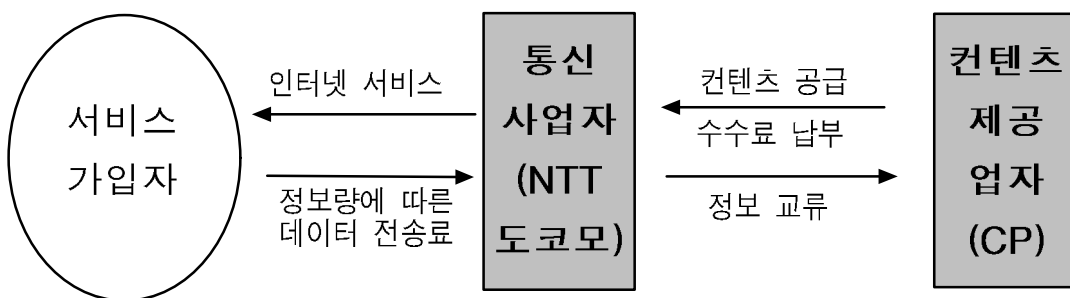 서비스
가입자
인터넷 서비스
정보량에 따른
데이터 전송료
통신
사업자
(NTT
도코모)
컨텐츠 공급
수수료 납부
정보 교류
컨텐츠
제공
업자
(CP)